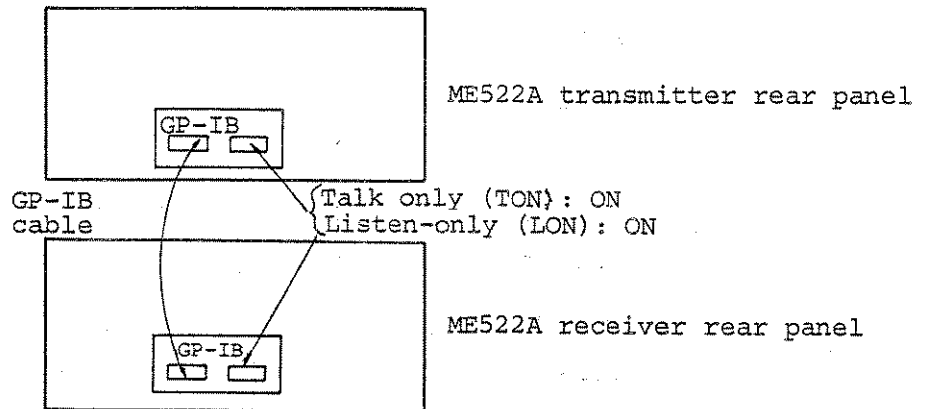 ME522A transmitter rear panel
GP-IB
GP-IB
cable
Talk only (TON): ON
Listen-only (LON): ON
ME522A receiver rear panel
GP-IB